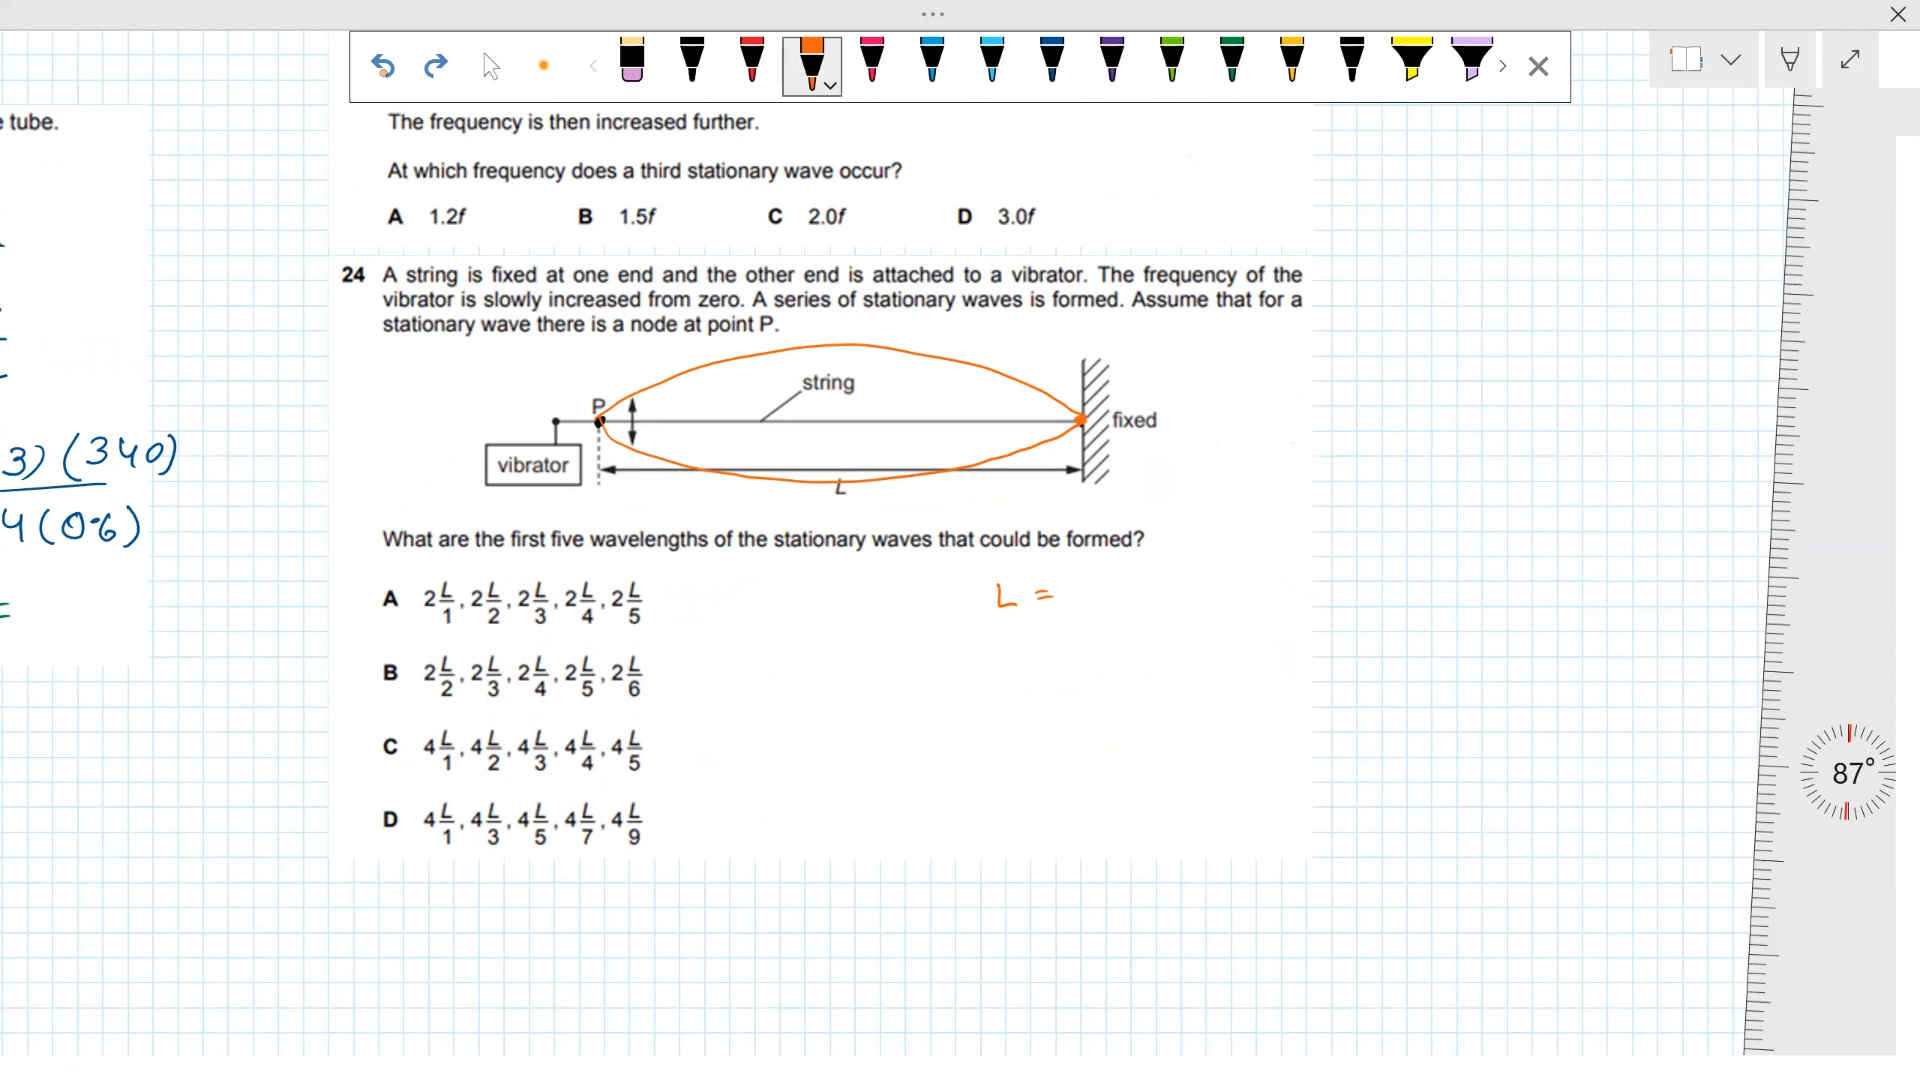 e tube.
The frequency is then increased further.
At which frequency does a third stationary wave occur?
A 1.2f B 1.5f C 2.0f D 3.0f
24 A string is fixed at one end and the other end is attached to a vibrator. The frequency of the
vibrator is slowly increased from zero. A series of stationary waves is formed. Assume that for a
stationary wave there is a node at point P.
string
P
fixed
vibrator
L
3) (340)
4(0.6)
=
What are the first five wavelengths of the stationary waves that could be formed?
L =
A 2L/1, 2L/2, 2L/3, 2L/4, 2L/5
B 2L/2, 2L/3, 2L/4, 2L/5, 2L/6
C 4L/1, 4L/2, 4L/3, 4L/4, 4L/5
D 4L/1, 4L/3, 4L/5, 4L/7, 4L/9
87°